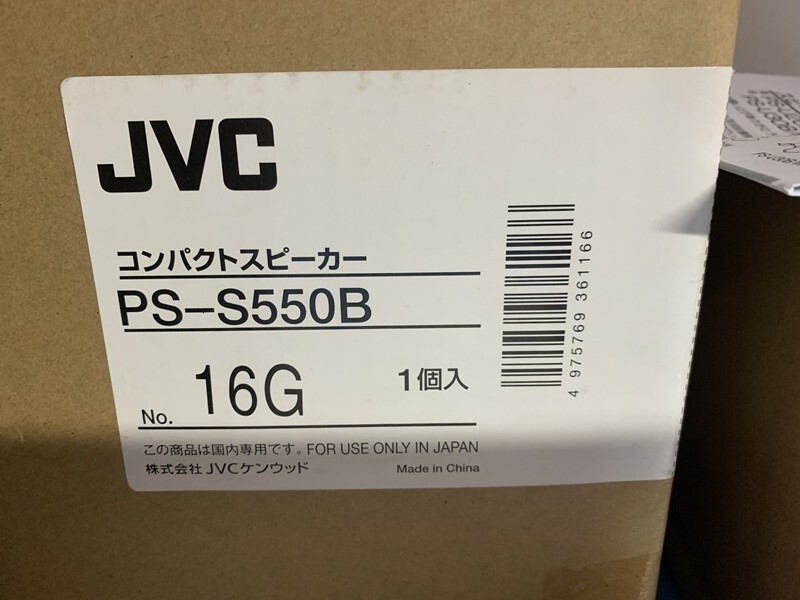 JVC
コンパクトスピーカー
PS-S550B
No. 16G 1個入
この商品は国内専用です。FOR USE ONLY IN JAPAN
株式会社 JVCケンウッド Made in China
4 975769 361166